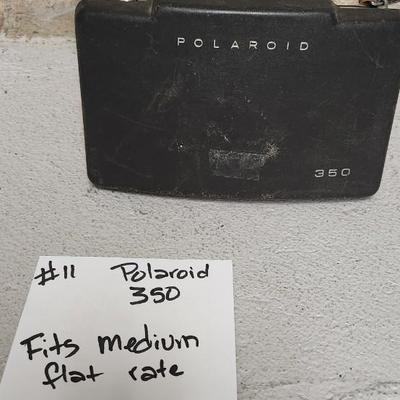 POLAROID
350
#11 Polaroid
350
Fits medium
flat rate